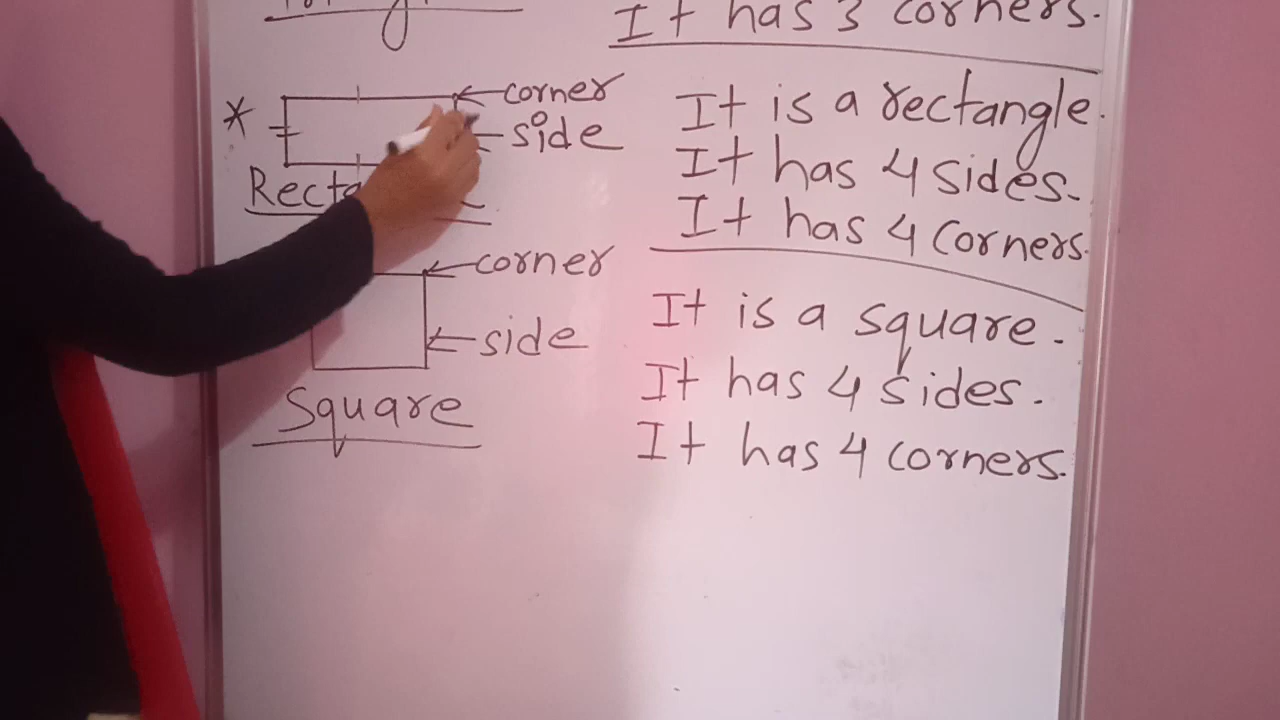 It has 3 corners.
* corner
side
It is a rectangle.
It has 4 sides.
It has 4 corners.
corner
side
Square
It is a square.
It has 4 sides.
It has 4 corners.